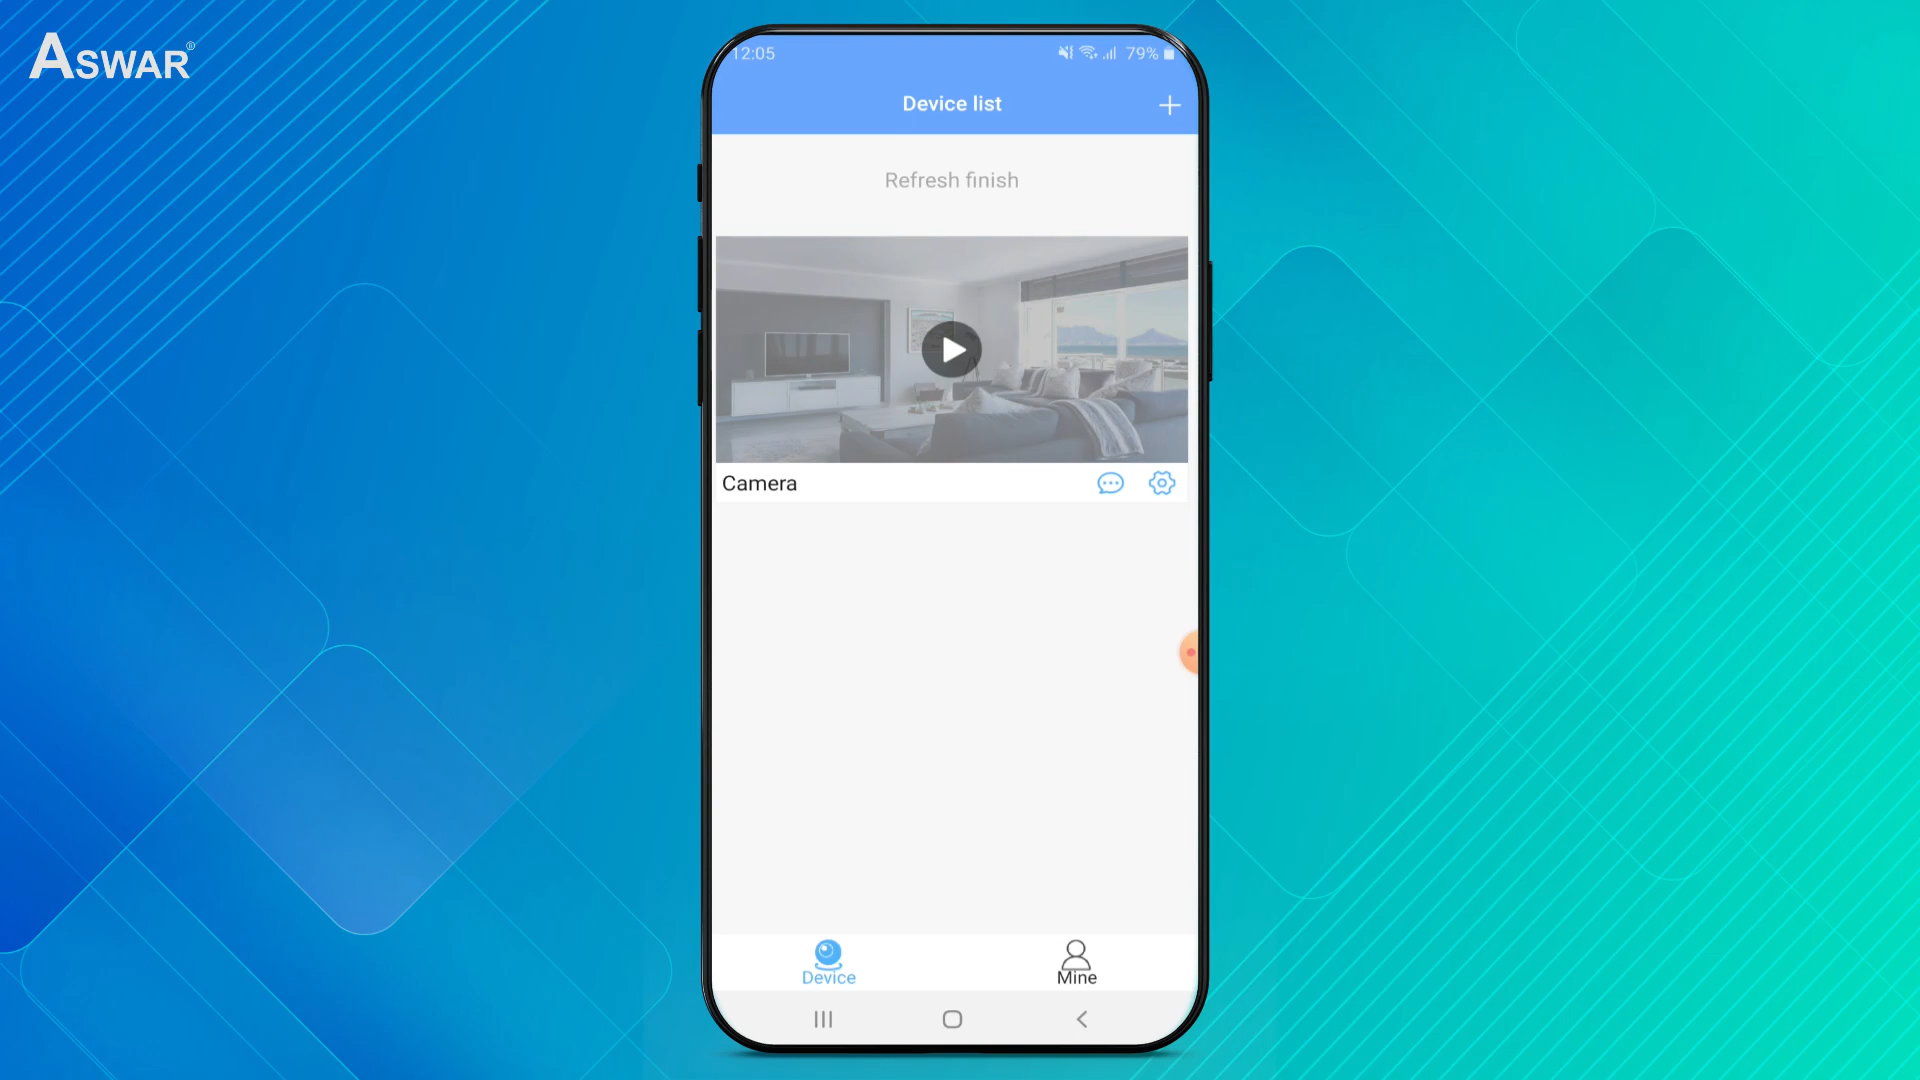 ASWAR®
12:05
79%
Device list
Refresh finish
Camera
Device
Mine